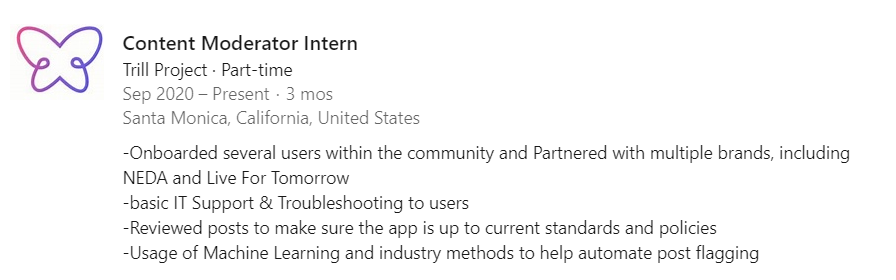 Content Moderator Intern
Trill Project · Part-time
Sep 2020 – Present · 3 mos
Santa Monica, California, United States
-Onboarded several users within the community and Partnered with multiple brands, including
NEDA and Live For Tomorrow
-basic IT Support & Troubleshooting to users
-Reviewed posts to make sure the app is up to current standards and policies
-Usage of Machine Learning and industry methods to help automate post flagging